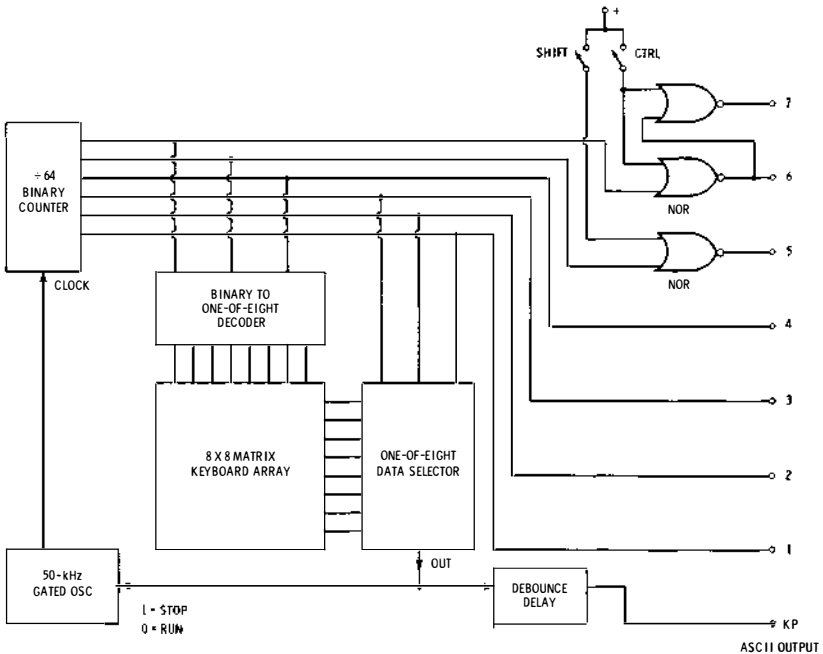 +
SHIFT
CTRL
7
÷64
BINARY
COUNTER
6
NOR
5
CLOCK
NOR
BINARY TO
ONE-OF-EIGHT
DECODER
4
3
8 X 8 MATRIX
KEYBOARD ARRAY
ONE-OF-EIGHT
DATA SELECTOR
2
1
OUT
50-kHz
GATED OSC
DEBOUNCE
DELAY
1 = STOP
0 = RUN
KP
ASCII OUTPUT